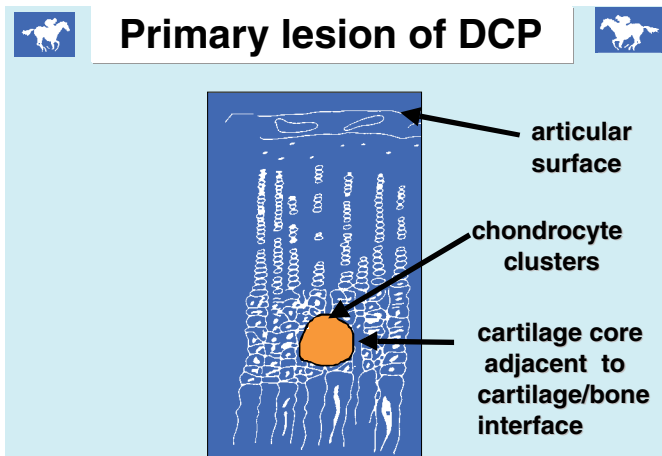 Primary lesion of DCP
articular
surface
chondrocyte
clusters
cartilage core
adjacent to
cartilage/bone
interface